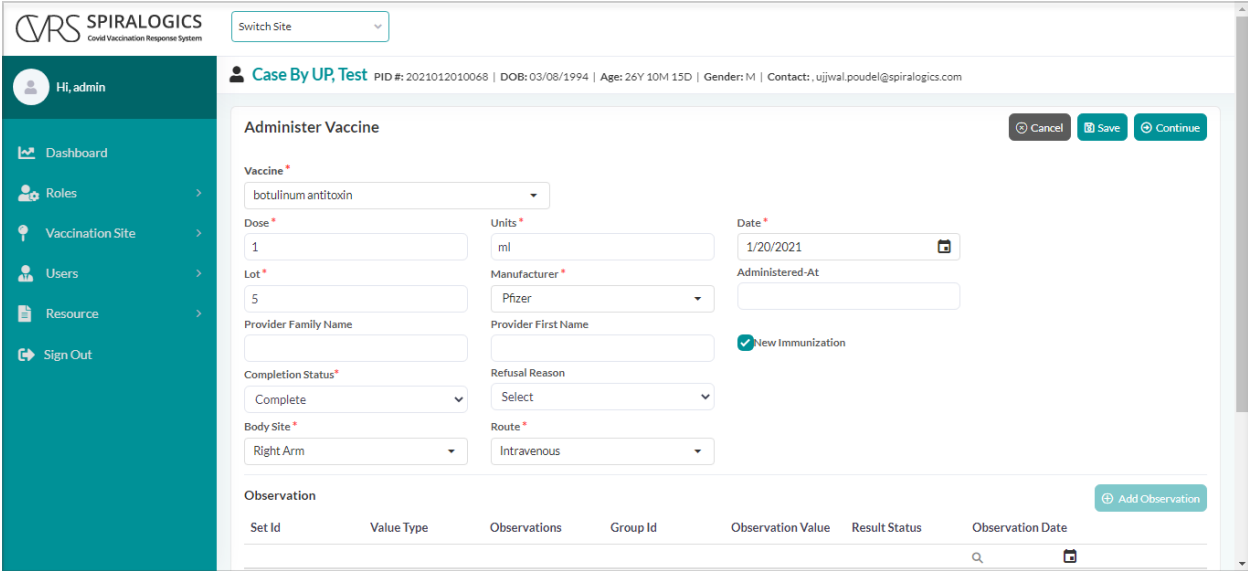 CVRS SPIRALOGICS
Covid Vaccination Response System
Switch Site
Hi, admin
Case By UP, Test PID #: 2021012010068 | DOB: 03/08/1994 | Age: 26Y 10M 15D | Gender: M | Contact: , ujjwal.poudel@spiralogics.com
Dashboard
Roles
Vaccination Site
Users
Resource
Sign Out
Administer Vaccine
Cancel Save Continue
Vaccine *
botulinum antitoxin
Dose * Units * Date *
1 ml 1/20/2021
Lot * Manufacturer * Administered-At
5 Pfizer
Provider Family Name Provider First Name
New Immunization
Completion Status* Refusal Reason
Complete Select
Body Site * Route *
Right Arm Intravenous
Observation Add Observation
Set Id Value Type Observations Group Id Observation Value Result Status Observation Date